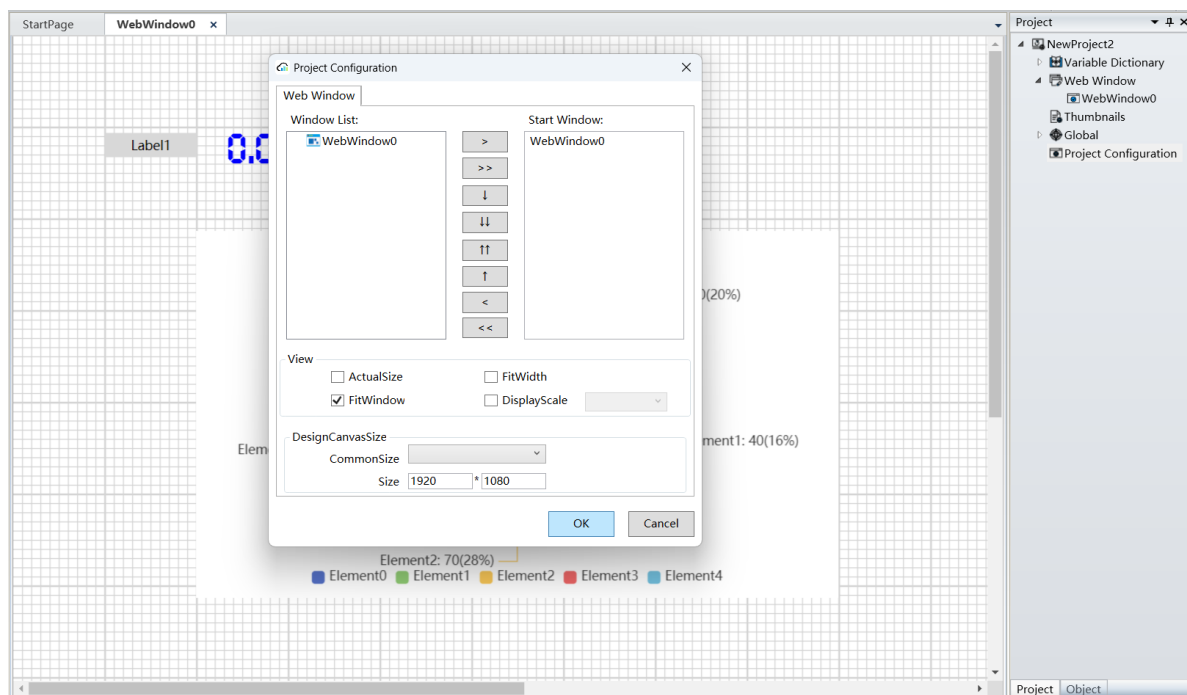 StartPage
WebWindow0 ×
Project
Project Configuration
Web Window
Window List:
Start Window:
WebWindow0
WebWindow0
>
>>
↓
↓↓
↑↑
↑
<
<<
View
ActualSize
FitWidth
FitWindow
DisplayScale
DesignCanvasSize
CommonSize
Size 1920 * 1080
OK
Cancel
Label1
0(20%)
Elem
ment1: 40(16%)
Element2: 70(28%)
Element0 Element1 Element2 Element3 Element4
NewProject2
Variable Dictionary
Web Window
WebWindow0
Thumbnails
Global
Project Configuration
Project Object